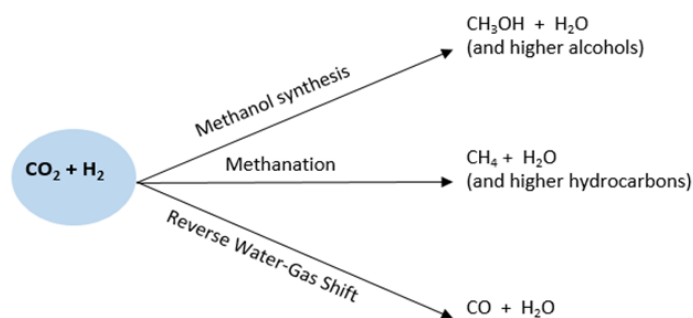 CH₃OH + H₂O
(and higher alcohols)
Methanol synthesis
CO₂ + H₂
Methanation
CH₄ + H₂O
(and higher hydrocarbons)
Reverse Water-Gas Shift
CO + H₂O